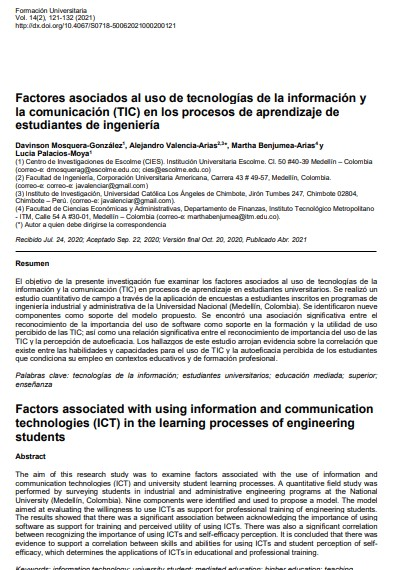 Formación Universitaria
Vol. 14(2), 121-132 (2021)
http://dx.doi.org/10.4067/S0718-50062021000200121
Factores asociados al uso de tecnologías de la información y
la comunicación (TIC) en los procesos de aprendizaje de
estudiantes de ingeniería
Davinson Mosquera-González1, Alejandro Valencia-Arias2,3*, Martha Benjumea-Arias4 y
Lucia Palacios-Moya1
(1) Centro de Investigaciones de Escolme (CIES). Institución Universitaria Escolme. Cl. 50 #40-39 Medellín – Colombia
(correo-e: dmosquerag@escolme.edu.co; cies@escolme.edu.co)
(2) Facultad de Ingeniería, Corporación Universitaria Americana, Carrera 43 # 49-57, Medellín, Colombia.
(correo-e: (correo-e: javalenciar@gmail.com)
(3) Instituto de Investigación, Universidad Católica Los Ángeles de Chimbote, Jirón Tumbes 247, Chimbote 02804,
Chimbote – Perú. (correo-e: javalenciar@gmail.com)
(4) Facultad de Ciencias Económicas y Administrativas, Departamento de Finanzas, Instituto Tecnológico Metropolitano
- ITM, Calle 54 A #30-01, Medellín – Colombia (correo-e: marthabenjumea@itm.edu.co).
(*) Autor a quien debe dirigirse la correspondencia
Recibido Jul. 24, 2020; Aceptado Sep. 22, 2020; Versión final Oct. 20, 2020, Publicado Abr. 2021
Resumen
El objetivo de la presente investigación fue examinar los factores asociados al uso de tecnologías de la
información y la comunicación (TIC) en procesos de aprendizaje en estudiantes universitarios. Se realizó un
estudio cuantitativo de campo a través de la aplicación de encuestas a estudiantes inscritos en programas de
ingeniería industrial y administrativa de la Universidad Nacional (Medellín, Colombia). Se identificaron nueve
componentes como soporte del modelo propuesto. Se encontró una asociación significativa entre el
reconocimiento de la importancia del uso de software como soporte en la formación y la utilidad de uso
percibido de las TIC; así como una relación significativa entre el reconocimiento de la importancia del uso de las
TIC y la percepción de autoeficacia. Los hallazgos de este estudio arrojan evidencia sobre la correlación que
existe entre las habilidades y capacidades para el uso de TIC y la autoeficacia percibida de los estudiantes
que condiciona su empleo en contextos educativos y de formación profesional.
Palabras clave: tecnologías de la información; estudiantes universitarios; educación mediada; superior;
enseñanza
Factors associated with using information and communication
technologies (ICT) in the learning processes of engineering
students
Abstract
The aim of this research study was to examine factors associated with the use of information and
communication technologies (ICT) and university student learning processes. A quantitative field study was
performed by surveying students in industrial and administrative engineering programs at the National
University (Medellín, Colombia). Nine components were identified and used to propose a model. The model
aimed at evaluating the willingness to use ICTs as support for professional training of engineering students.
The results showed that there was a significant association between acknowledging the importance of using
software as support for training and perceived utility of using ICTs. There was also a significant correlation
between recognizing the importance of using ICTs and self-efficacy perception. It is concluded that there was
evidence to support a correlation between skills and abilities for using ICTs and student perception of self-
efficacy, which determines the applications of ICTs in educational and professional training.
Keywords: information technology; university student; mediated education; higher education; teaching